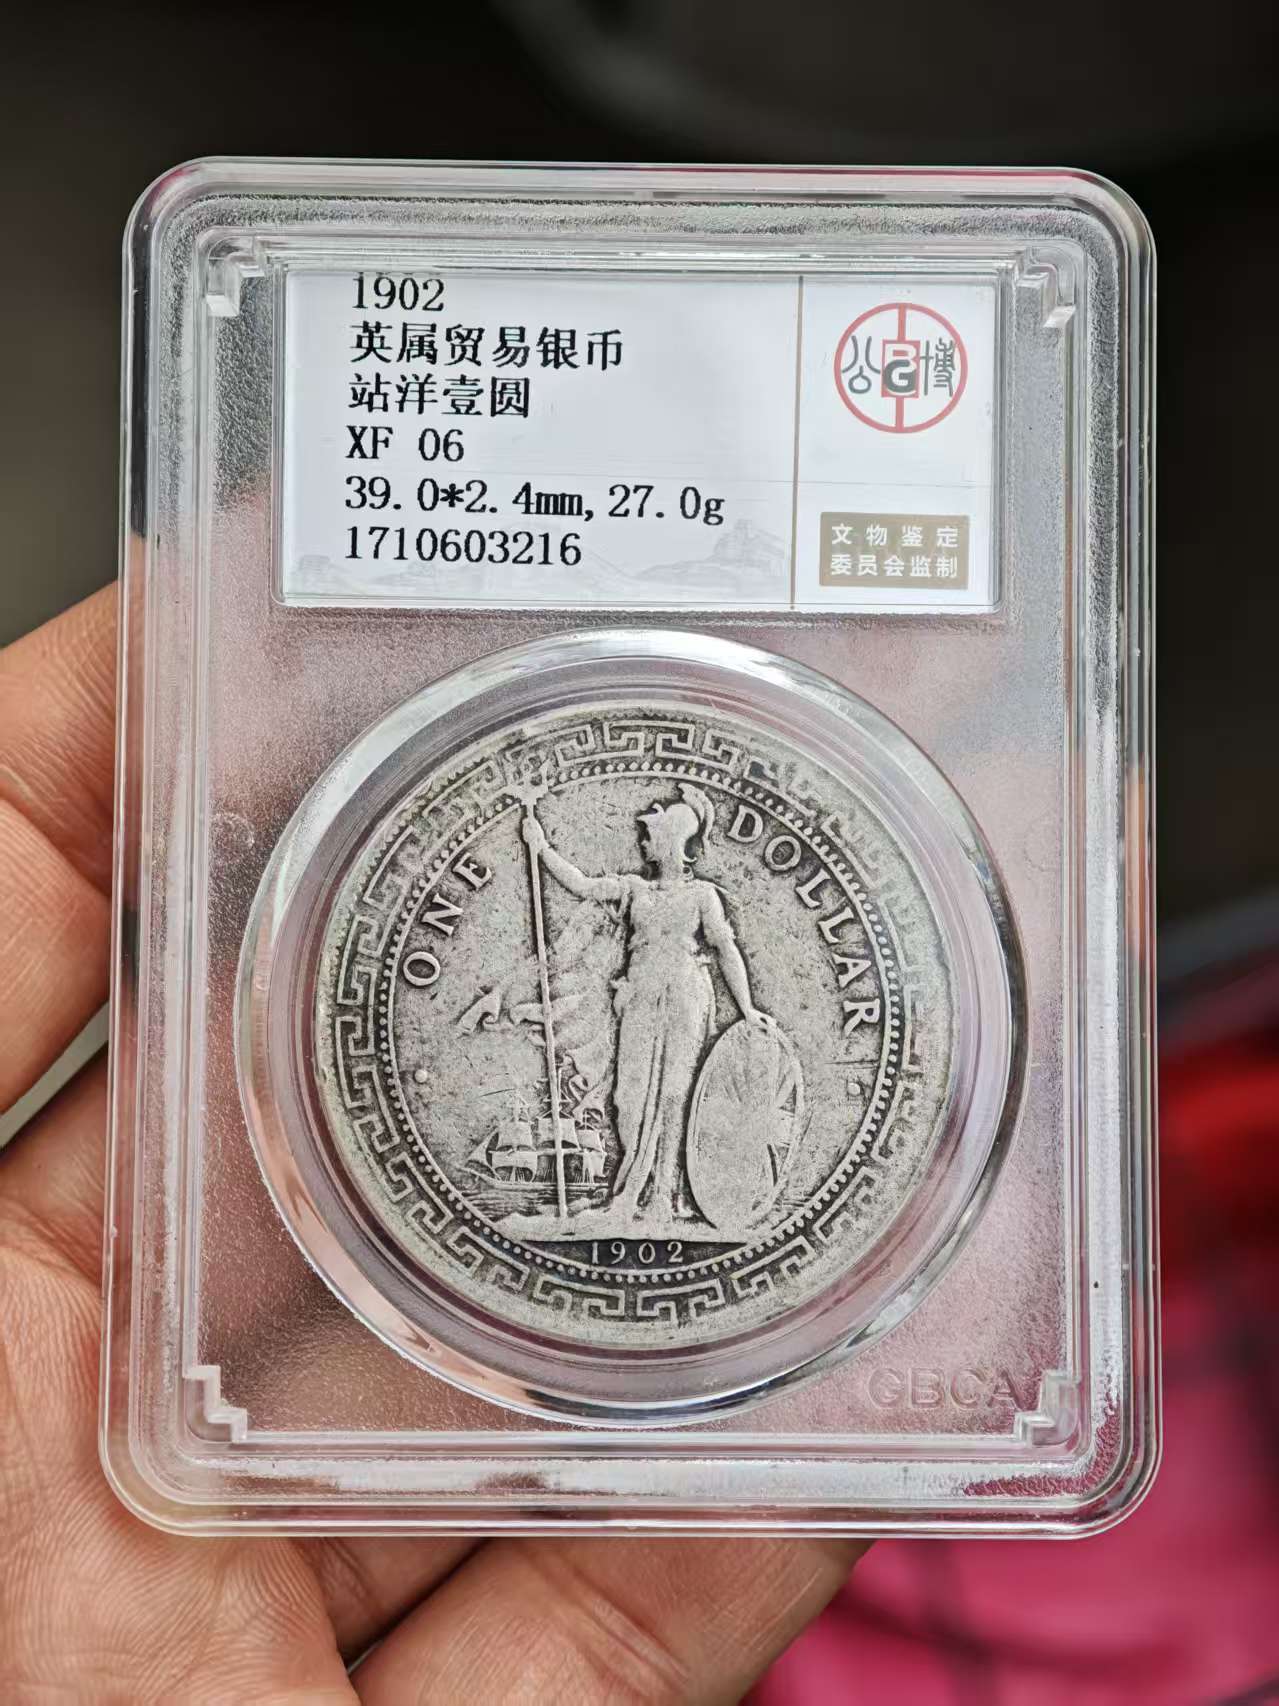 1902
英属贸易银币
站洋壹圆
XF 06
39.0*2.4mm,27.0g
1710603216
公 G 博
文物鉴定
委员会监制
ONE DOLLAR
1902
GBCA